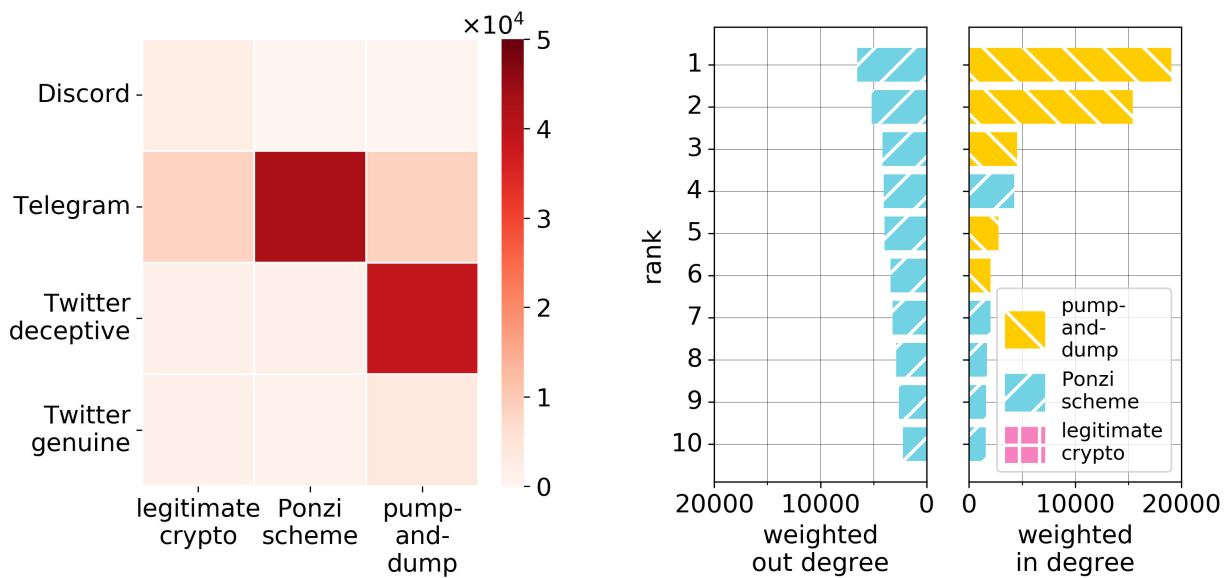 ×10⁴
5
4
3
2
1
0
Discord
Telegram
Twitter
deceptive
Twitter
genuine
legitimate
crypto
Ponzi
scheme
pump-
and-
dump
rank
1
2
3
4
5
6
7
8
9
10
20000 10000 0
weighted
out degree
0 10000 20000
weighted
in degree
pump-
and-
dump
Ponzi
scheme
legitimate
crypto